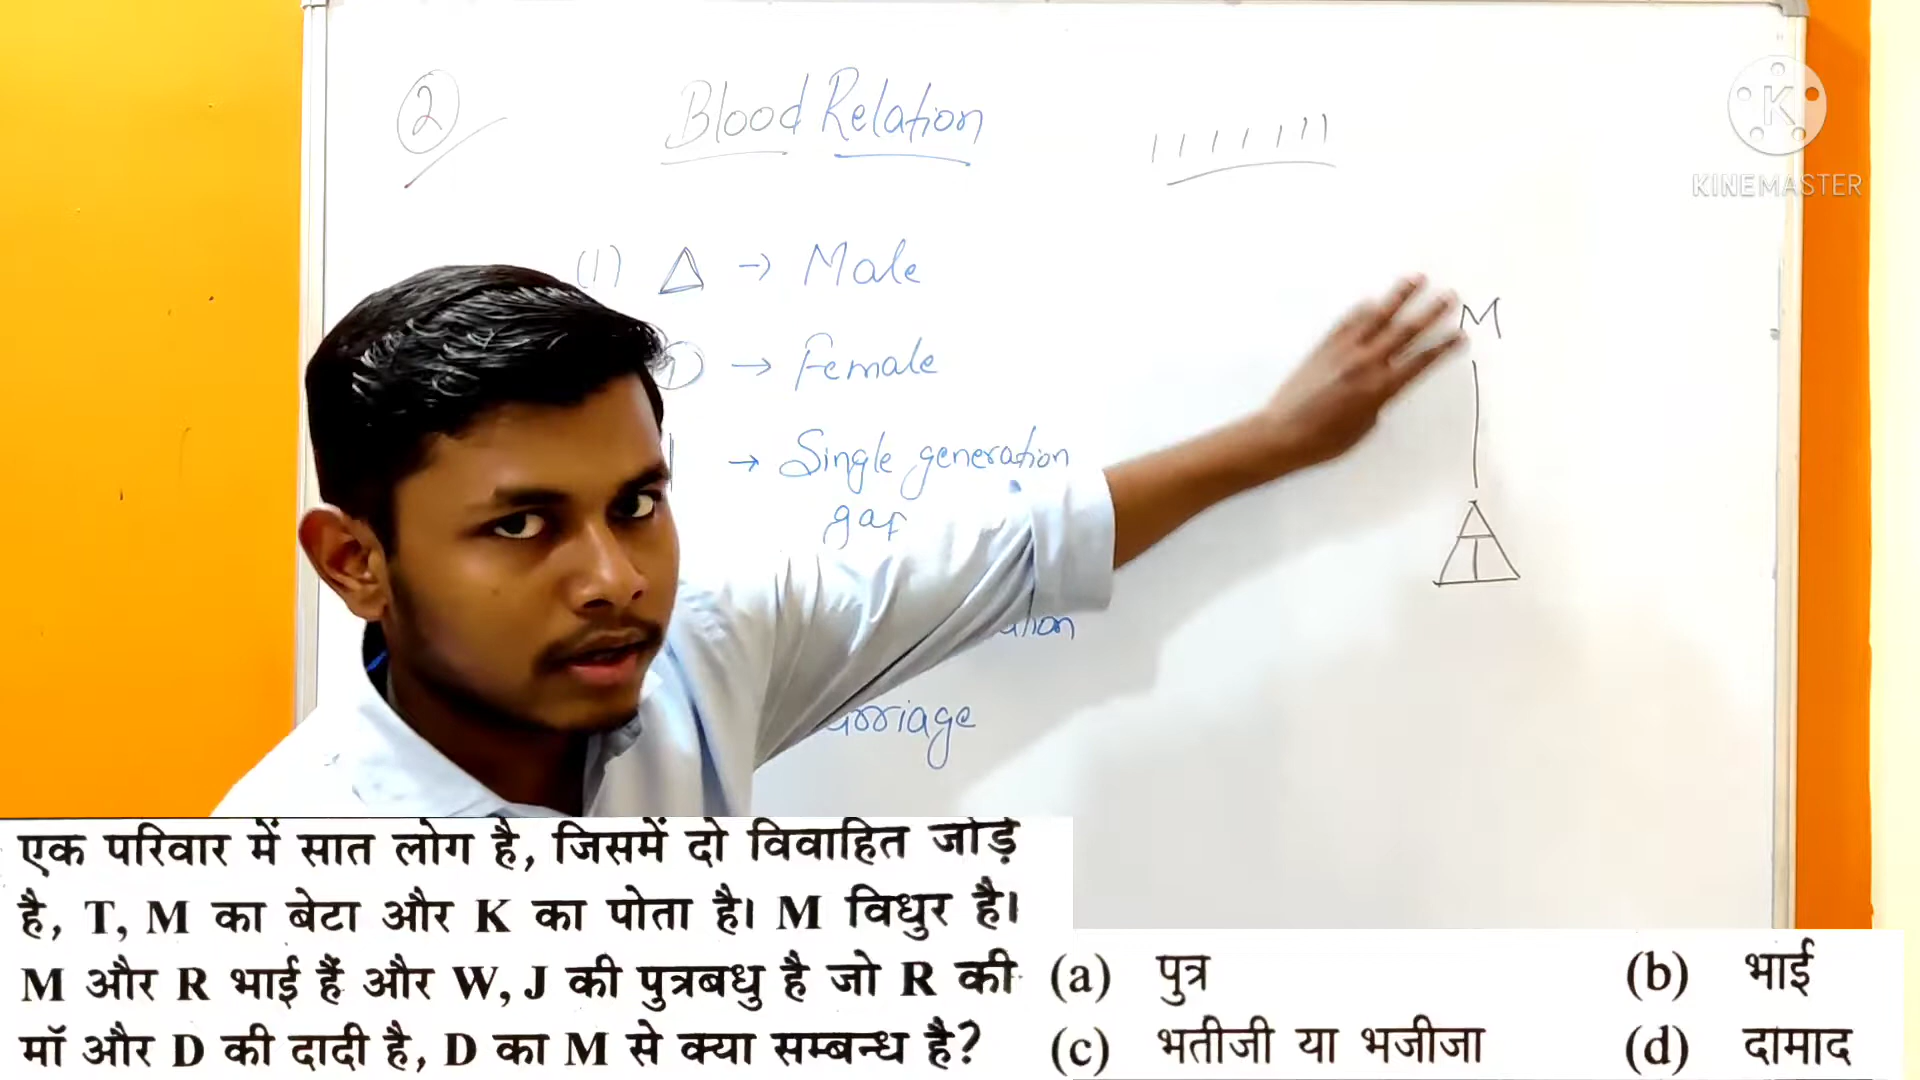 2 Blood Relation
KINEMASTER
(1) △ → Male
→ Female
→ Single generation
gap
Marriage
M
T
एक परिवार में सात लोग है, जिसमें दो विवाहित जोड़े
है, T, M का बेटा और K का पोता है। M विधुर है।
M और R भाई हैं और W, J की पुत्रबधु है जो R की
माॅ और D की दादी है, D का M से क्या सम्बन्ध है?
(a) पुत्र (b) भाई
(c) भतीजी या भजीजा (d) दामाद